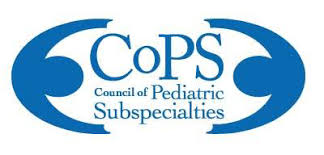 CoPS
Council of Pediatric
Subspecialties